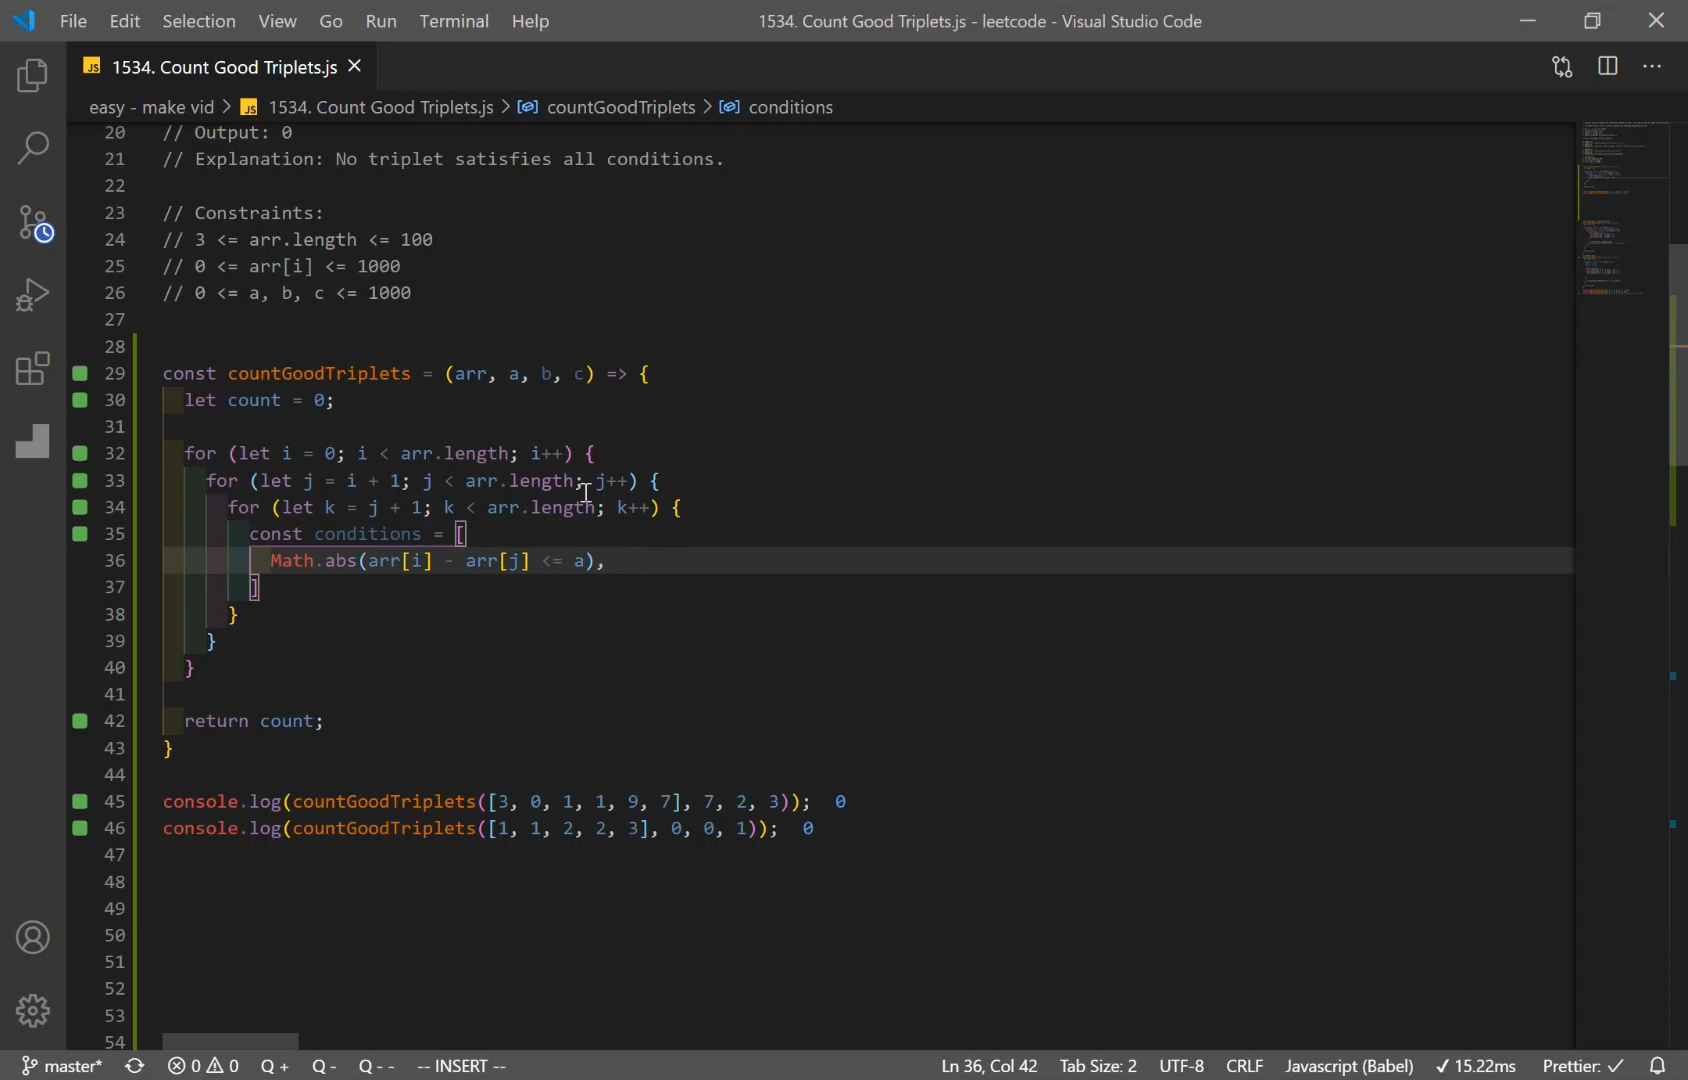 File Edit Selection View Go Run Terminal Help 1534. Count Good Triplets.js - leetcode - Visual Studio Code
JS 1534. Count Good Triplets.js
easy - make vid > JS 1534. Count Good Triplets.js > countGoodTriplets > conditions
20 // Output: 0
21 // Explanation: No triplet satisfies all conditions.
22
23 // Constraints:
24 // 3 <= arr.length <= 100
25 // 0 <= arr[i] <= 1000
26 // 0 <= a, b, c <= 1000
27
28
29 const countGoodTriplets = (arr, a, b, c) => {
30 let count = 0;
31
32 for (let i = 0; i < arr.length; i++) {
33 for (let j = i + 1; j < arr.length; j++) {
34 for (let k = j + 1; k < arr.length; k++) {
35 const conditions = [
36 Math.abs(arr[i] - arr[j] <= a),
37 ]
38 }
39 }
40 }
41
42 return count;
43 }
44
45 console.log(countGoodTriplets([3, 0, 1, 1, 9, 7], 7, 2, 3)); 0
46 console.log(countGoodTriplets([1, 1, 2, 2, 3], 0, 0, 1)); 0
47
48
49
50
51
52
53
54
master* 0 0 Q + Q - Q - - -- INSERT -- Ln 36, Col 42 Tab Size: 2 UTF-8 CRLF Javascript (Babel) ✓ 15.22ms Prettier: ✓